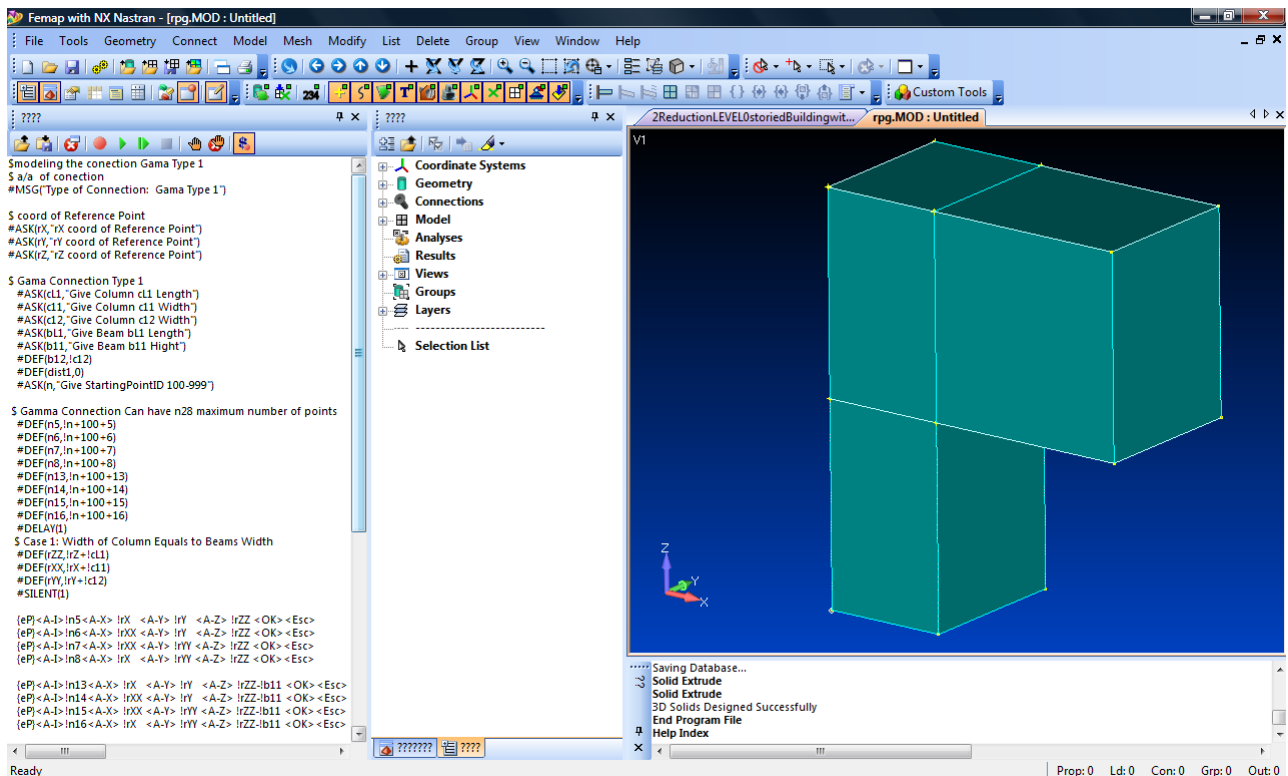 Femap with NX Nastran - [rpg.MOD : Untitled]
File Tools Geometry Connect Model Mesh Modify List Delete Group View Window Help
234
T
Custom Tools
????
$modeling the conection Gama Type 1
$ a/a of conection
#MSG("Type of Connection: Gama Type 1")
$ coord of Reference Point
#ASK(rX,"rX coord of Reference Point")
#ASK(rY,"rY coord of Reference Point")
#ASK(rZ,"rZ coord of Reference Point")
$ Gama Connection Type 1
#ASK(cL1,"Give Column cL1 Length")
#ASK(c11,"Give Column c11 Width")
#ASK(c12,"Give Column c12 Width")
#ASK(bL1,"Give Beam bL1 Length")
#ASK(b11,"Give Beam b11 Hight")
#DEF(b12,!c12)
#DEF(dist1,0)
#ASK(n,"Give StartingPointID 100-999")
$ Gamma Connection Can have n28 maximum number of points
#DEF(n5,!n+100+5)
#DEF(n6,!n+100+6)
#DEF(n7,!n+100+7)
#DEF(n8,!n+100+8)
#DEF(n13,!n+100+13)
#DEF(n14,!n+100+14)
#DEF(n15,!n+100+15)
#DEF(n16,!n+100+16)
#DELAY(1)
$ Case 1: Width of Column Equals to Beams Width
#DEF(rZZ,!rZ+!cL1)
#DEF(rXX,!rX+!c11)
#DEF(rYY,!rY+!c12)
#SILENT(1)
{eP}<A-I>!n5<A-X> !rX <A-Y> !rY <A-Z> !rZZ <OK><Esc>
{eP}<A-I>!n6<A-X> !rXX <A-Y> !rY <A-Z> !rZZ <OK><Esc>
{eP}<A-I>!n7<A-X> !rXX <A-Y> !rYY <A-Z> !rZZ <OK><Esc>
{eP}<A-I>!n8<A-X> !rX <A-Y> !rYY <A-Z> !rZZ <OK><Esc>
{eP}<A-I>!n13<A-X> !rX <A-Y> !rY <A-Z> !rZZ-!b11 <OK><Esc>
{eP}<A-I>!n14<A-X> !rXX <A-Y> !rY <A-Z> !rZZ-!b11 <OK><Esc>
{eP}<A-I>!n15<A-X> !rXX <A-Y> !rYY <A-Z> !rZZ-!b11 <OK><Esc>
{eP}<A-I>!n16<A-X> !rX <A-Y> !rYY <A-Z> !rZZ-!b11 <OK><Esc>
????
Coordinate Systems
Geometry
Connections
Model
Analyses
Results
Views
Groups
Layers
--------------------------
Selection List
??????? ????
2ReductionLEVEL0storiedBuildingwit... rpg.MOD : Untitled
V1
Z
Y
X
??
Saving Database...
Solid Extrude
Solid Extrude
3D Solids Designed Successfully
End Program File
Help Index
Ready
Prop: 0 Ld: 0 Con: 0 Grp: 0 Out: 0